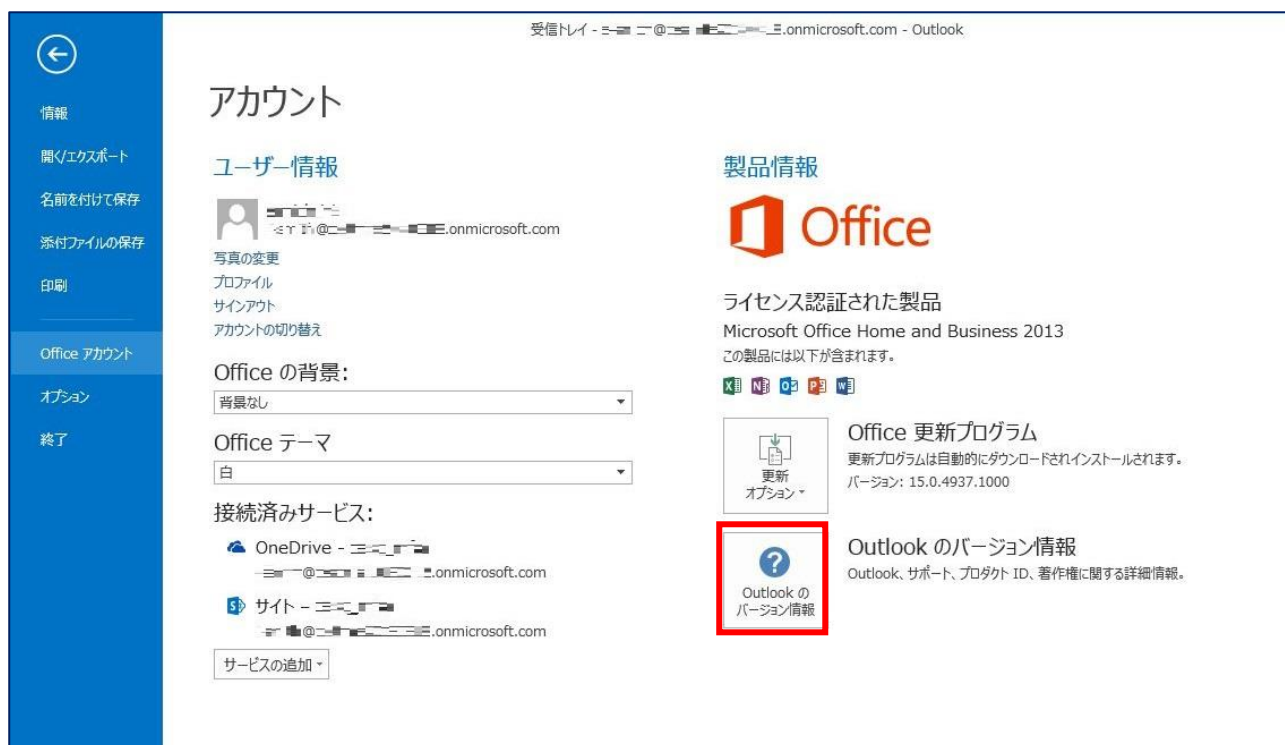 受信トレイ - @.onmicrosoft.com - Outlook
情報
開く/エクスポート
名前を付けて保存
添付ファイルの保存
印刷
Office アカウント
オプション
終了
アカウント
ユーザー情報
.onmicrosoft.com
写真の変更
プロファイル
サインアウト
アカウントの切り替え
Office の背景:
背景なし
Office テーマ
白
接続済みサービス:
OneDrive -
.onmicrosoft.com
サイト -
.onmicrosoft.com
サービスの追加
製品情報
Office
ライセンス認証された製品
Microsoft Office Home and Business 2013
この製品には以下が含まれます。
更新
オプション
Office 更新プログラム
更新プログラムは自動的にダウンロードされインストールされます。
バージョン: 15.0.4937.1000
Outlook の
バージョン情報
Outlook のバージョン情報
Outlook、サポート、プロダクト ID、著作権に関する詳細情報。